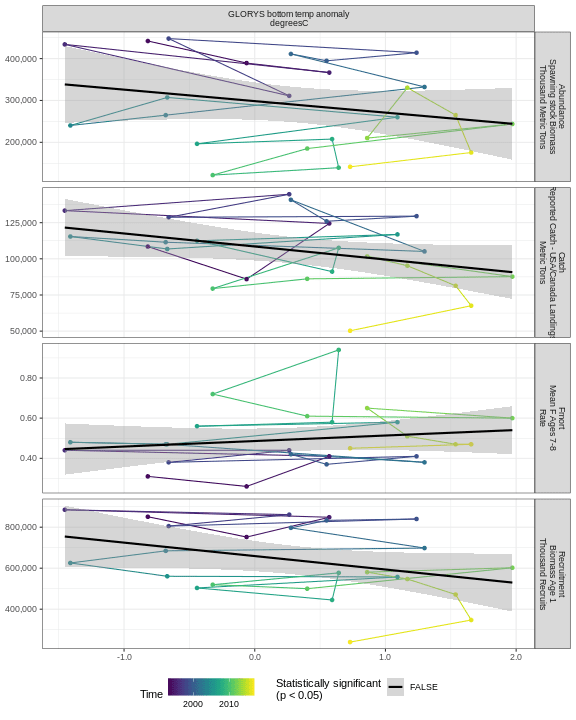 GLORYS bottom temp anomaly
degreesC
400,000
300,000
200,000
Abundance
Spawning stock Biomass
Thousand Metric Tons
125,000
100,000
75,000
50,000
Catch
Reported Catch - USA/Canada Landings
Metric Tons
0.80
0.60
0.40
Fmort
Mean F Ages 7-8
Rate
800,000
600,000
400,000
Recruitment
Biomass Age 1
Thousand Recruits
-1.0
0.0
1.0
2.0
Time
2000
2010
Statistically significant
(p < 0.05)
FALSE